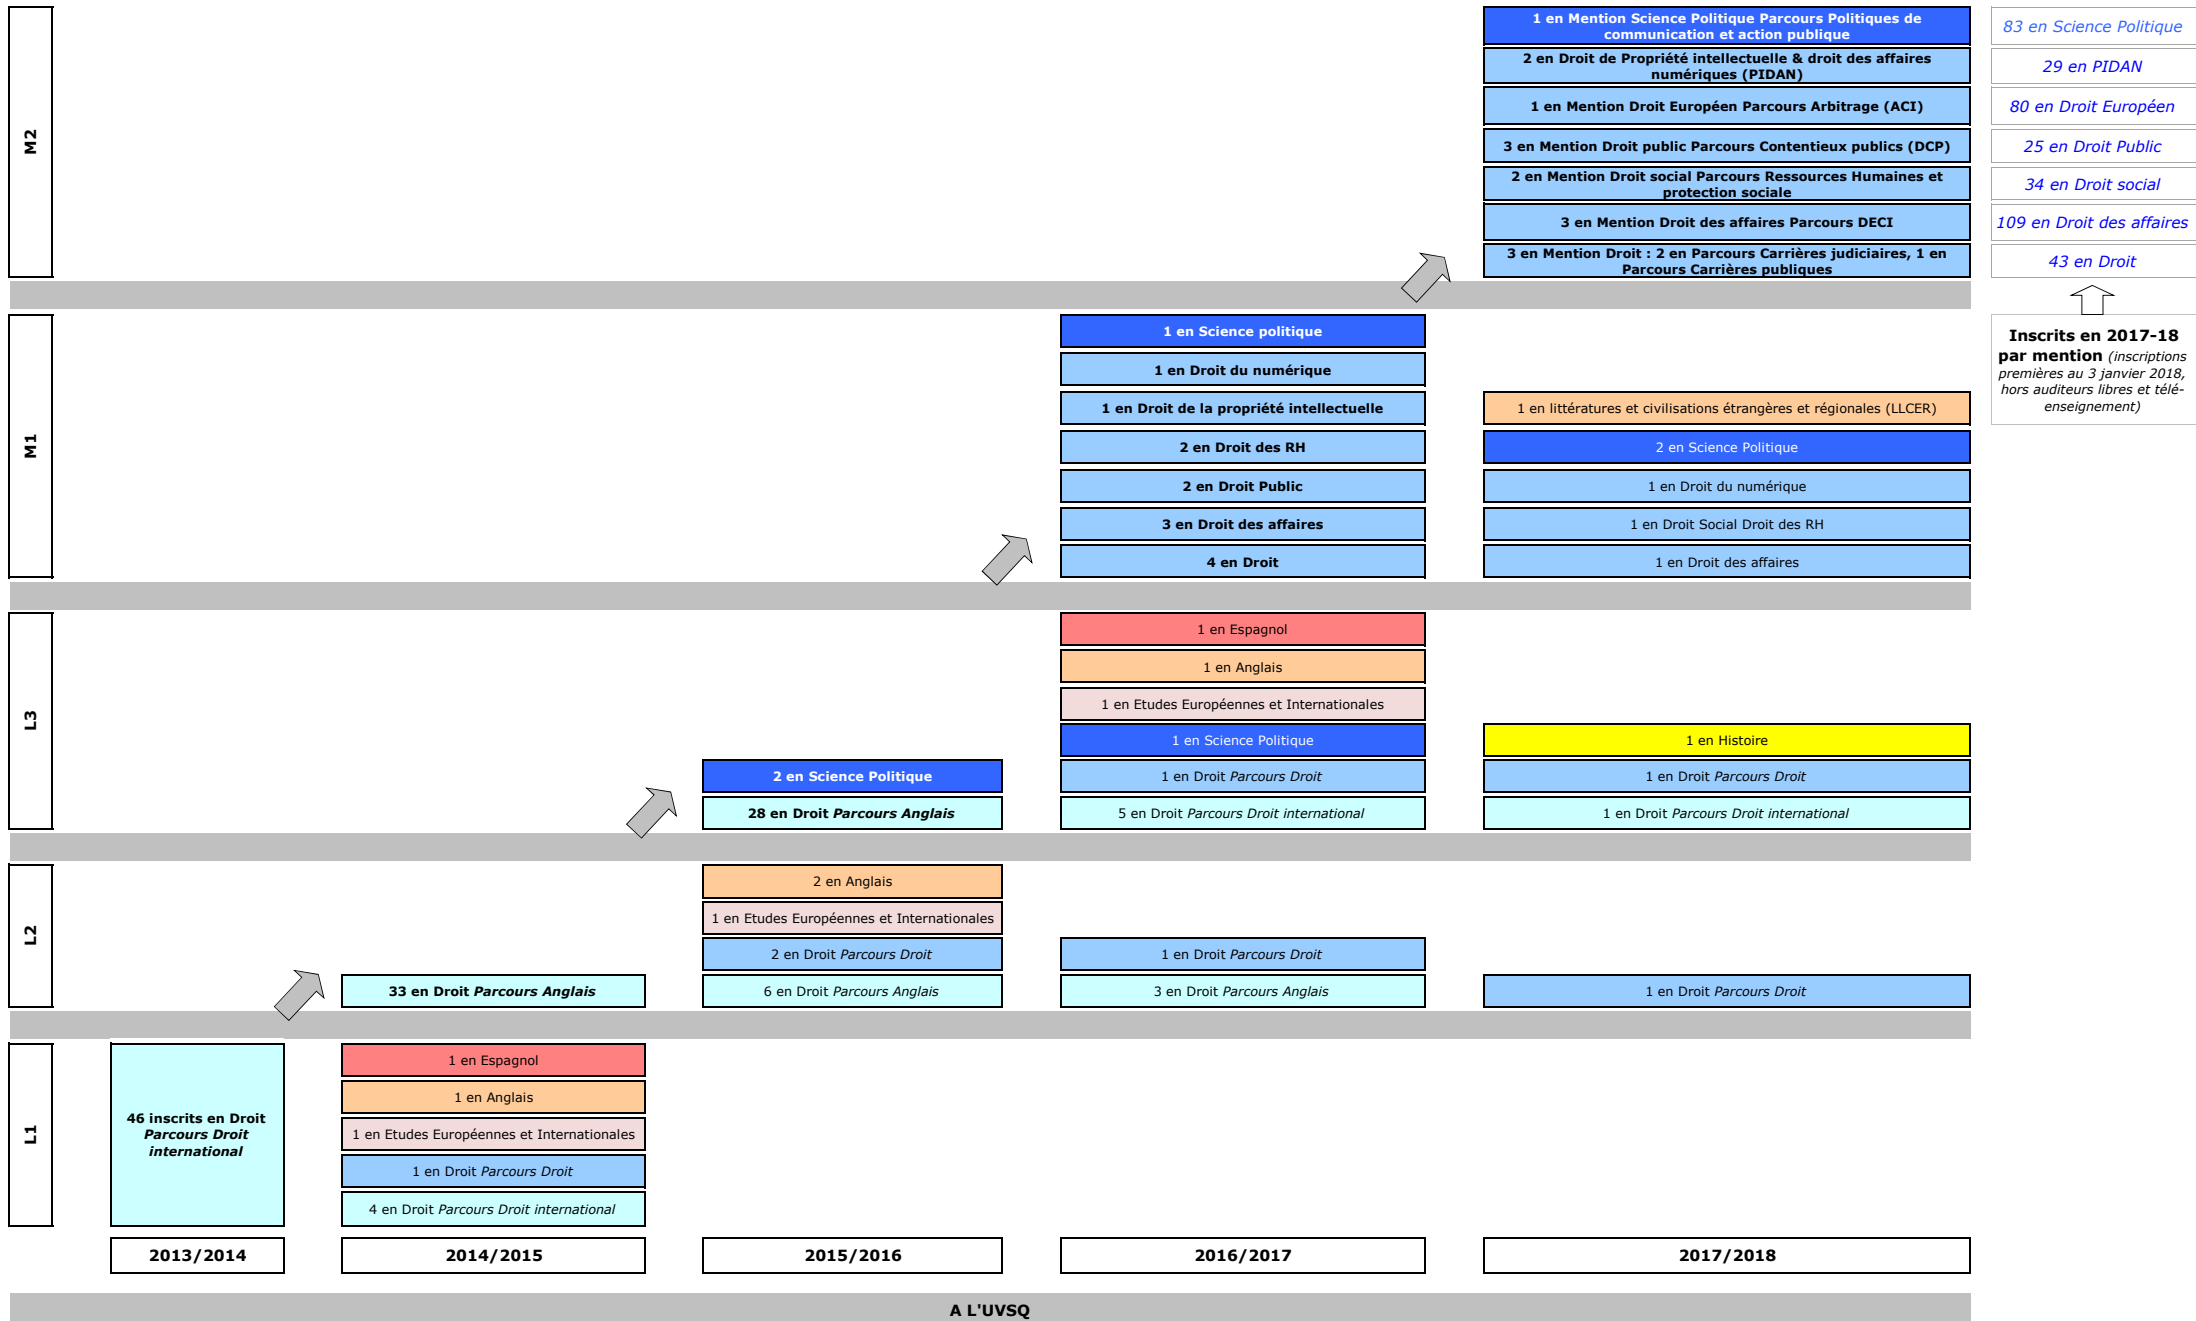 M2
1 en Mention Science Politique Parcours Politiques de
communication et action publique
83 en Science Politique
2 en Droit de Propriété intellectuelle & droit des affaires
numériques (PIDAN)
29 en PIDAN
1 en Mention Droit Européen Parcours Arbitrage (ACI)
80 en Droit Européen
3 en Mention Droit public Parcours Contentieux publics (DCP)
25 en Droit Public
2 en Mention Droit social Parcours Ressources Humaines et
protection sociale
34 en Droit social
3 en Mention Droit des affaires Parcours DECI
109 en Droit des affaires
3 en Mention Droit : 2 en Parcours Carrières judiciaires, 1 en
Parcours Carrières publiques
43 en Droit
Inscrits en 2017-18
par mention (inscriptions
premières au 3 janvier 2018,
hors auditeurs libres et télé-
enseignement)
M1
1 en Science politique
1 en Droit du numérique
1 en Droit de la propriété intellectuelle
1 en littératures et civilisations étrangères et régionales (LLCER)
2 en Droit des RH
2 en Science Politique
2 en Droit Public
1 en Droit du numérique
3 en Droit des affaires
1 en Droit Social Droit des RH
4 en Droit
1 en Droit des affaires
L3
1 en Espagnol
1 en Anglais
1 en Etudes Européennes et Internationales
1 en Science Politique
1 en Histoire
2 en Science Politique
1 en Droit Parcours Droit
1 en Droit Parcours Droit
28 en Droit Parcours Anglais
5 en Droit Parcours Droit international
1 en Droit Parcours Droit international
L2
2 en Anglais
1 en Etudes Européennes et Internationales
2 en Droit Parcours Droit
1 en Droit Parcours Droit
33 en Droit Parcours Anglais
6 en Droit Parcours Anglais
3 en Droit Parcours Anglais
1 en Droit Parcours Droit
L1
46 inscrits en Droit
Parcours Droit
international
1 en Espagnol
1 en Anglais
1 en Etudes Européennes et Internationales
1 en Droit Parcours Droit
4 en Droit Parcours Droit international
2013/2014
2014/2015
2015/2016
2016/2017
2017/2018
A L'UVSQ